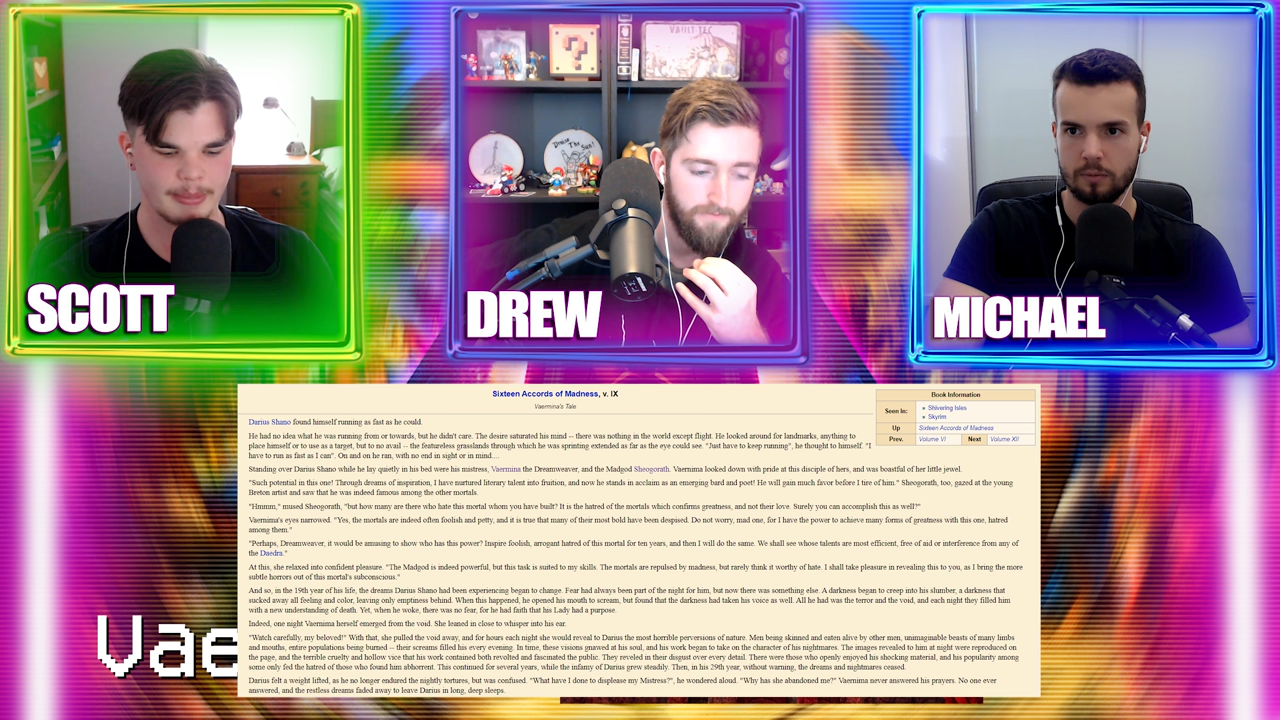 VAULT-TEC
?
Praise The Sun!
SCOTT
DREW
MICHAEL
Sixteen Accords of Madness, v. IX
Vaermina's Tale
Book Information
Seen In:
Shivering Isles
Skyrim
Up
Sixteen Accords of Madness
Prev.
Volume VI
Next
Volume XII
Darius Shano found himself running as fast as he could.
He had no idea what he was running from or towards, but he didn't care. The desire saturated his mind -- there was nothing in the world except flight. He looked around for landmarks, anything to
place himself or to use as a target, but to no avail -- the featureless grasslands through which he was sprinting extended as far as the eye could see. "Just have to keep running", he thought to himself. "I
have to run as fast as I can". On and on he ran, with no end in sight or in mind....
Standing over Darius Shano while he lay quietly in his bed were his mistress, Vaermina the Dreamweaver, and the Madgod Sheogorath. Vaermina looked down with pride at this disciple of hers, and was boastful of her little jewel.
"Such potential in this one! Through dreams of inspiration, I have nurtured literary talent into fruition, and now he stands in acclaim as an emerging bard and poet! He will gain much favor before I tire of him." Sheogorath, too, gazed at the young
Breton artist and saw that he was indeed famous among the other mortals.
"Hmmm," mused Sheogorath, "but how many are there who hate this mortal whom you have built? It is the hatred of the mortals which confirms greatness, and not their love. Surely you can accomplish this as well?"
Vaernima's eyes narrowed. "Yes, the mortals are indeed often foolish and petty, and it is true that many of their most bold have been despised. Do not worry, mad one, for I have the power to achieve many forms of greatness with this one, hatred
among them."
"Perhaps, Dreamweaver, it would be amusing to show who has this power? Inspire foolish, arrogant hatred of this mortal for ten years, and then I will do the same. We shall see whose talents are most efficient, free of aid or interference from any of
the Daedra."
At this, she relaxed into confident pleasure. "The Madgod is indeed powerful, but this task is suited to my skills. The mortals are repulsed by madness, but rarely think it worthy of hate. I shall take pleasure in revealing this to you, as I bring the more
subtle horrors out of this mortal's subconscious."
And so, in the 19th year of his life, the dreams Darius Shano had been experiencing began to change. Fear had always been part of the night for him, but now there was something else. A darkness began to creep into his slumber, a darkness that
sucked away all feeling and color, leaving only emptiness behind. When this happened, he opened his mouth to scream, but found that the darkness had taken his voice as well. All he had was the terror and the void, and each night they filled him
with a new understanding of death. Yet, when he woke, there was no fear, for he had faith that his Lady had a purpose.
Indeed, one night Vaernima herself emerged from the void. She leaned in close to whisper into his ear.
"Watch carefully, my beloved!" With that, she pulled the void away, and for hours each night she would reveal to Darius the most horrible perversions of nature. Men being skinned and eaten alive by other men, unimaginable beasts of many limbs
and mouths, entire populations being burned -- their screams filled his every evening. In time, these visions gnawed at his soul, and his work began to take on the character of his nightmares. The images revealed to him at night were reproduced on
the page, and the terrible cruelty and hollow vice that his work contained both revolted and fascinated the public. They reveled in their disgust over every detail. There were those who openly enjoyed his shocking material, and his popularity among
some only fed the hatred of those who found him abhorrent. This continued for several years, while the infamy of Darius grew steadily. Then, in his 29th year, without warning, the dreams and nightmares ceased.
Darius felt a weight lifted, as he no longer endured the nightly tortures, but was confused. "What have I done to displease my Mistress?", he wondered aloud. "Why has she abandoned me?" Vaermina never answered his prayers. No one ever
answered, and the restless dreams faded away to leave Darius in long, deep sleeps.
Vae